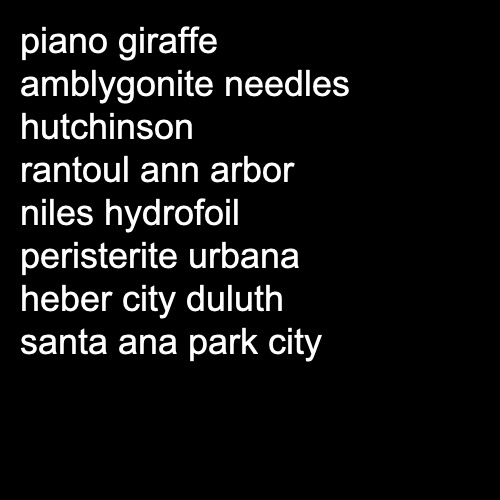 piano giraffe
amblygonite needles
hutchinson
rantoul ann arbor
niles hydrofoil
peristerite urbana
heber city duluth
santa ana park city